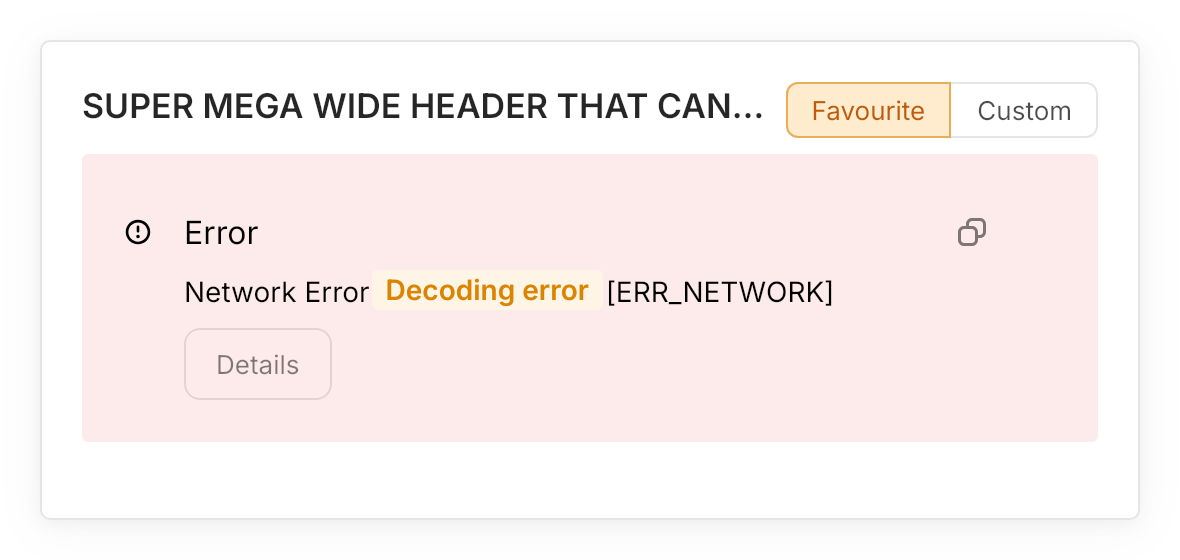 SUPER MEGA WIDE HEADER THAT CAN... Favourite Custom
Error
Network Error Decoding error [ERR_NETWORK]
Details